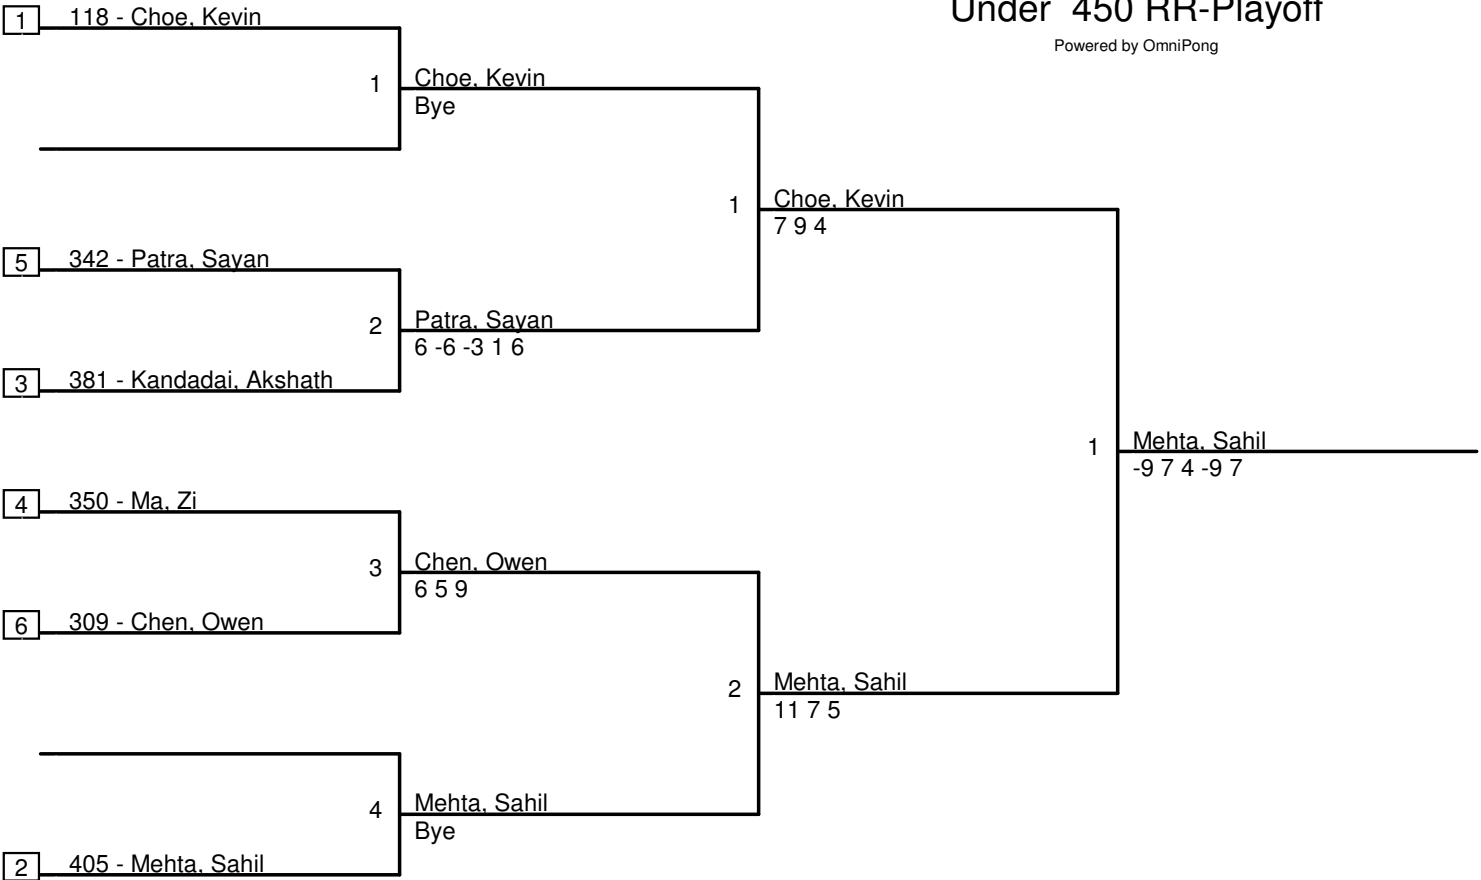 Under 450 RR-Playoff
Powered by OmniPong
1 118 - Choe, Kevin
1 Choe, Kevin
Bye
1 Choe, Kevin
7 9 4
5 342 - Patra, Sayan
2 Patra, Sayan
6 -6 -3 1 6
3 381 - Kandadai, Akshath
1 Mehta, Sahil
-9 7 4 -9 7
4 350 - Ma, Zi
3 Chen, Owen
6 5 9
6 309 - Chen, Owen
2 Mehta, Sahil
11 7 5
4 Mehta, Sahil
Bye
2 405 - Mehta, Sahil